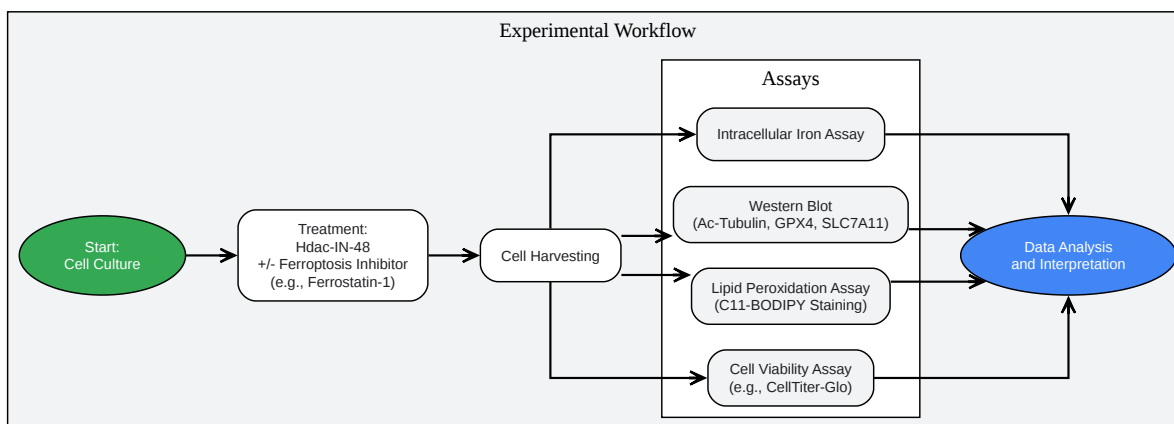 Experimental Workflow
Start:
Cell Culture
Treatment:
Hdac-IN-48
+/- Ferroptosis Inhibitor
(e.g., Ferrostatin-1)
Cell Harvesting
Assays
Intracellular Iron Assay
Western Blot
(Ac-Tubulin, GPX4, SLC7A11)
Lipid Peroxidation Assay
(C11-BODIPY Staining)
Cell Viability Assay
(e.g., CellTiter-Glo)
Data Analysis
and Interpretation